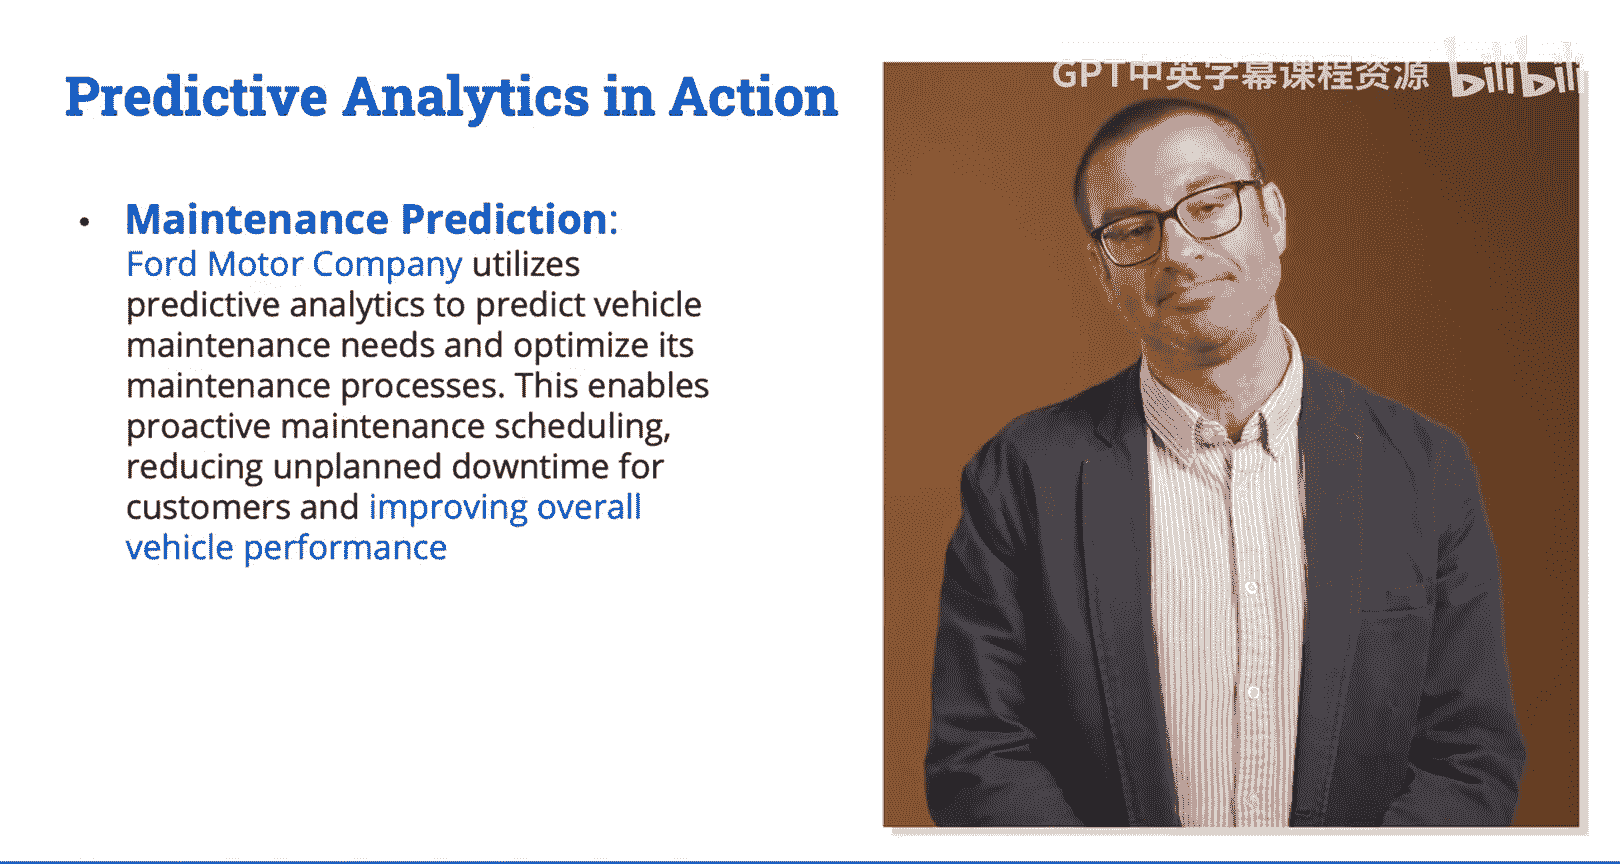 GPT中英字幕课程资源 bilibili
Predictive Analytics in Action
• Maintenance Prediction:
Ford Motor Company utilizes
predictive analytics to predict vehicle
maintenance needs and optimize its
maintenance processes. This enables
proactive maintenance scheduling,
reducing unplanned downtime for
customers and improving overall
vehicle performance